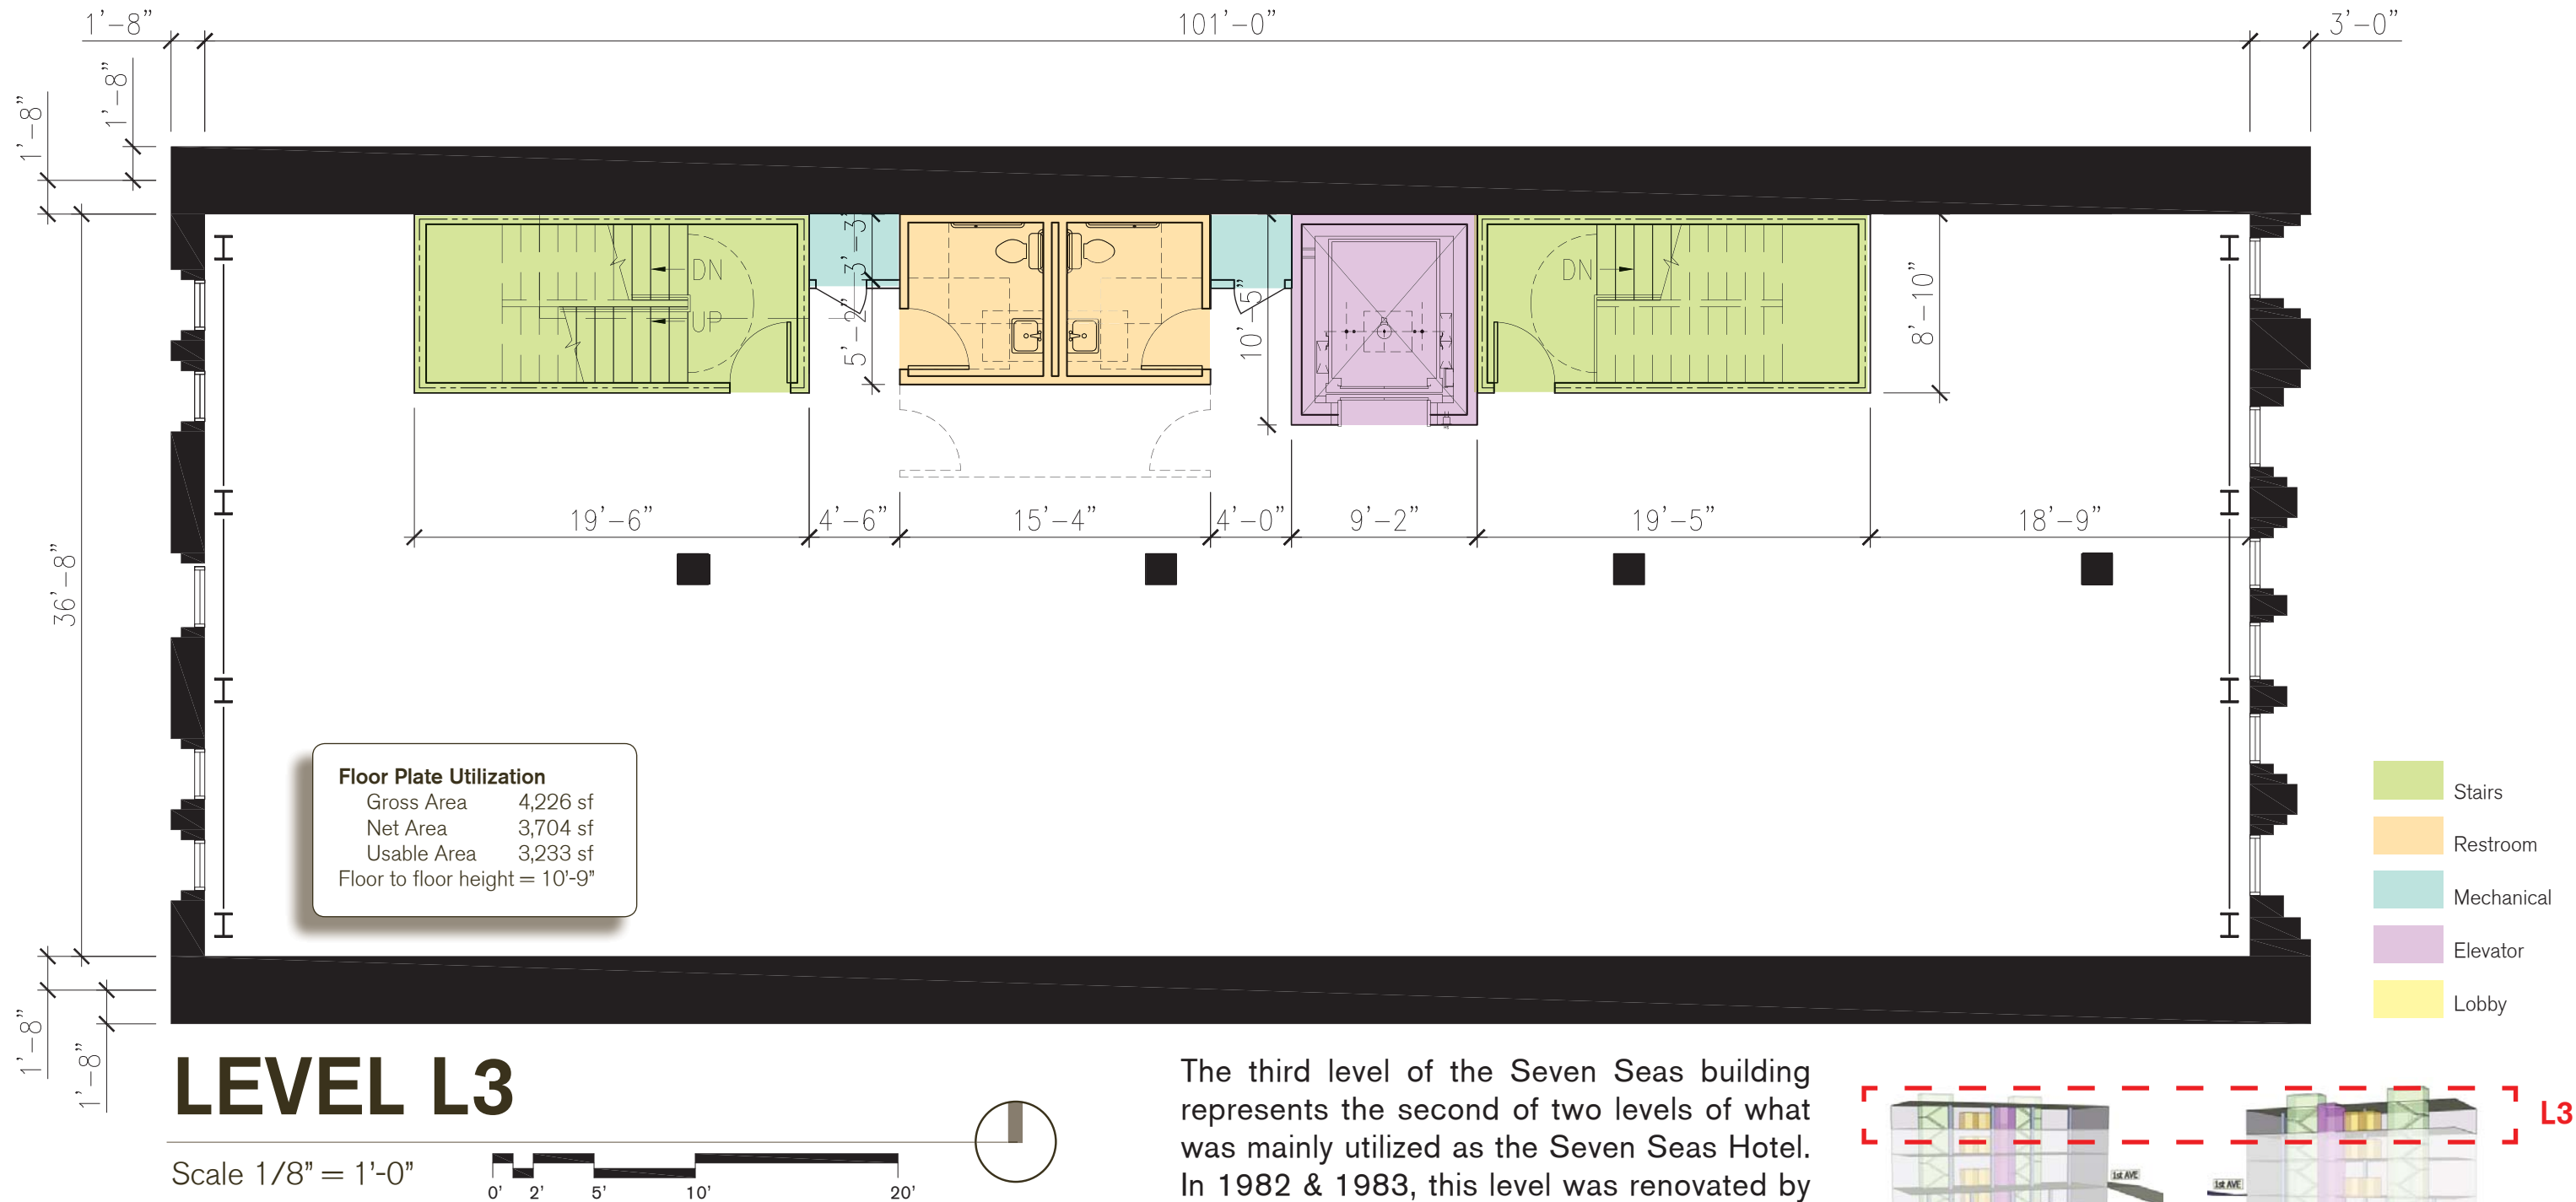 1'-8"
101'-0"
3'-0"
1'-8"
1'-8"
3'-3"
DN
UP
5'-2"
10'-5"
DN
8'-10"
19'-6"
4'-6"
15'-4"
4'-0"
9'-2"
19'-5"
18'-9"
36'-8"
Floor Plate Utilization
Gross Area 4,226 sf
Net Area 3,704 sf
Usable Area 3,233 sf
Floor to floor height = 10'-9"
Stairs
Restroom
Mechanical
Elevator
Lobby
1'-8"
1'-8"
LEVEL L3
Scale 1/8" = 1'-0"
0' 2' 5' 10' 20'
The third level of the Seven Seas building
represents the second of two levels of what
was mainly utilized as the Seven Seas Hotel.
In 1982 & 1983, this level was renovated by
L3
1st AVE
1st AVE